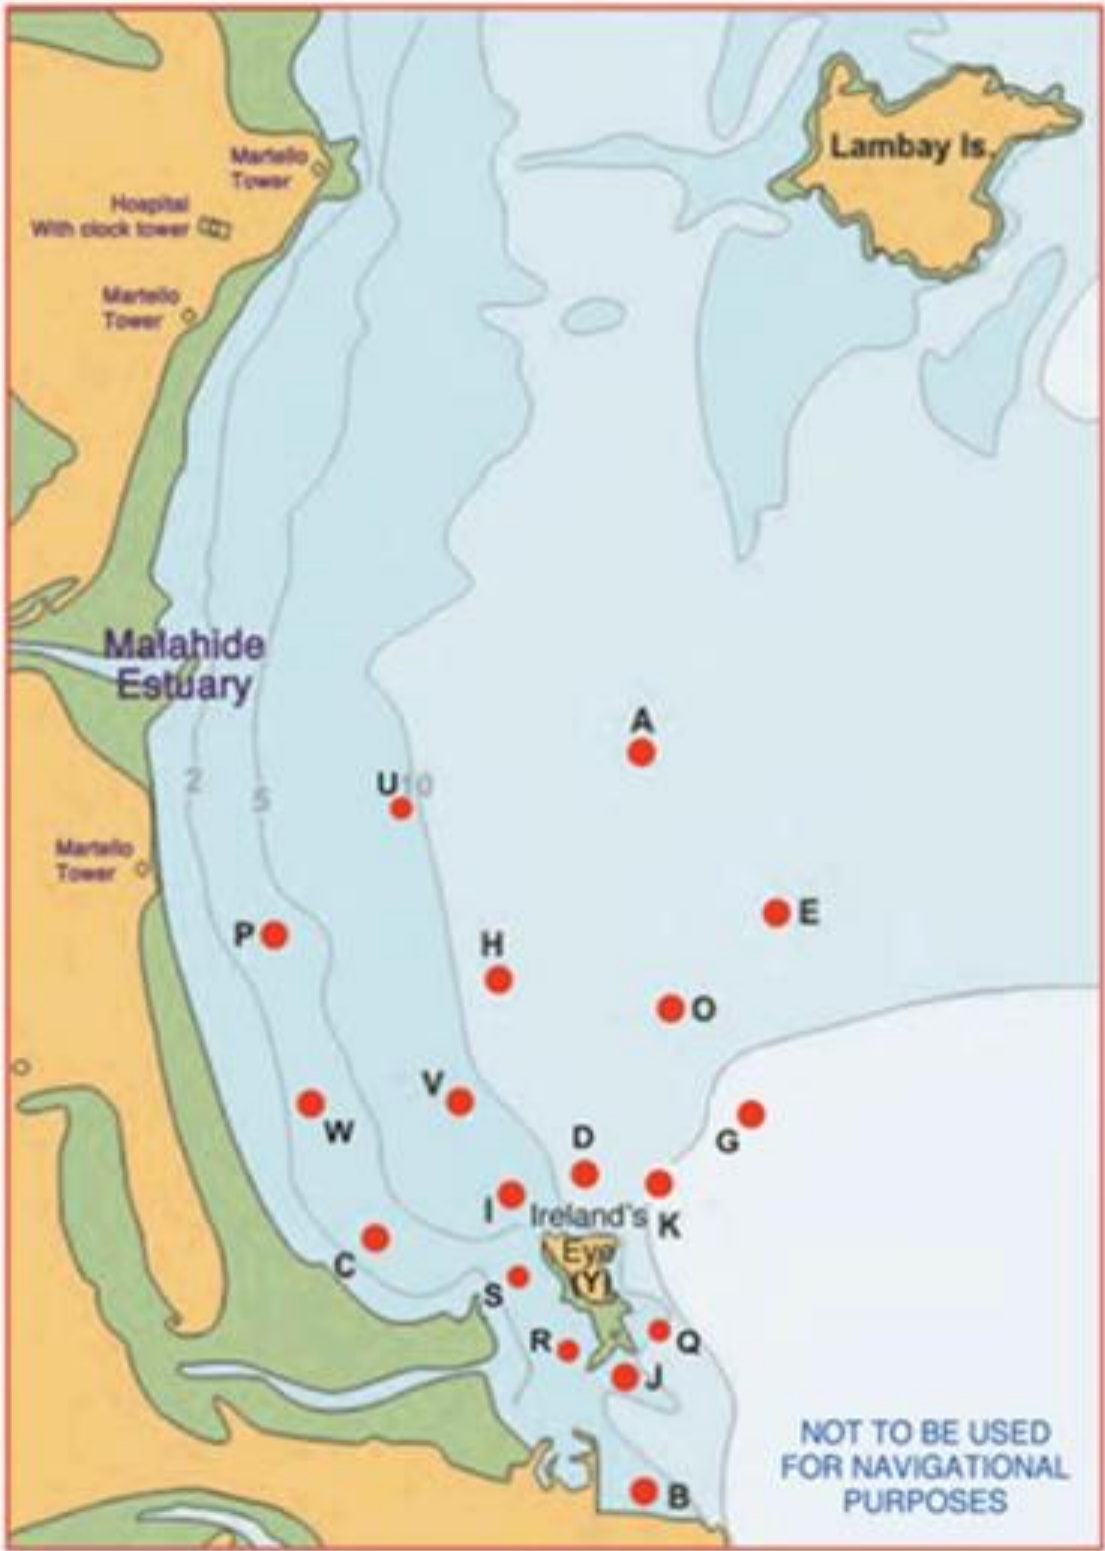 Lambay Is.
Martello
Tower
Hospital
With clock tower
Martello
Tower
Malahide
Estuary
A
2
5
U10
Martello
Tower
E
P
H
O
V
W
G
D
I
Ireland's
K
C
Eye
(Y)
S
R
Q
J
B
NOT TO BE USED
FOR NAVIGATIONAL
PURPOSES